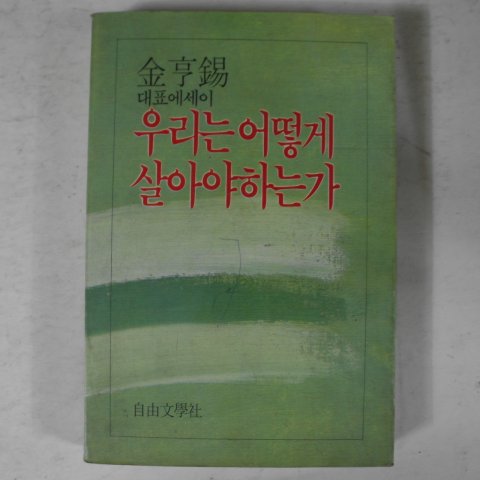 金亨錫
대표에세이
우리는 어떻게
살아야하는가
自由文學社